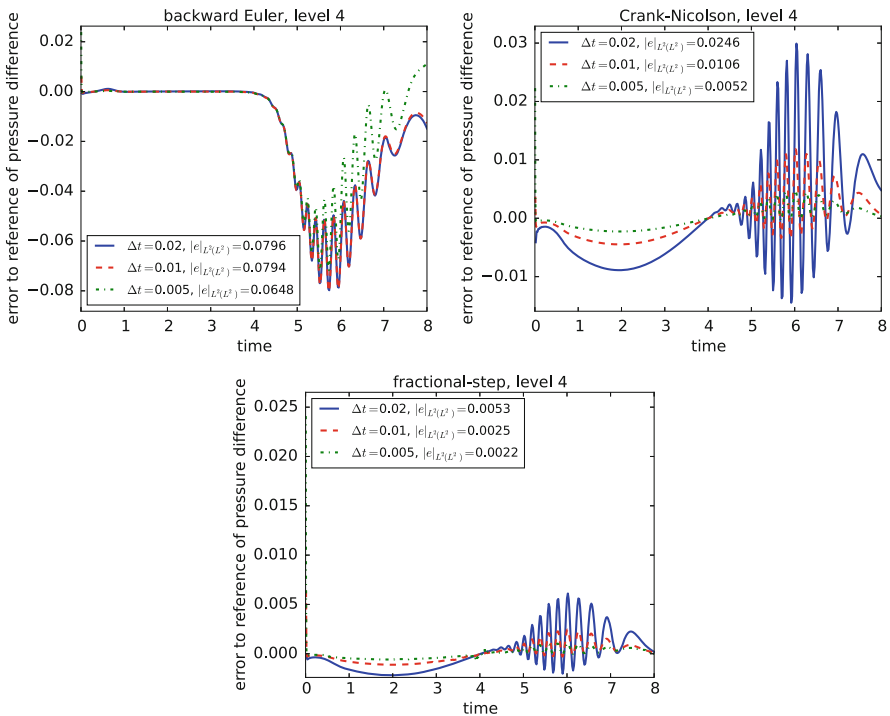 backward Euler, level 4
error to reference of pressure difference
0.02
0.00
−0.02
−0.04
−0.06
−0.08
Δt=0.02, |e|_{L²(L²)}=0.0796
Δt=0.01, |e|_{L²(L²)}=0.0794
Δt=0.005, |e|_{L²(L²)}=0.0648
0 1 2 3 4 5 6 7 8
time
Crank-Nicolson, level 4
error to reference of pressure difference
0.03
0.02
0.01
0.00
−0.01
Δt=0.02, |e|_{L²(L²)}=0.0246
Δt=0.01, |e|_{L²(L²)}=0.0106
Δt=0.005, |e|_{L²(L²)}=0.0052
0 1 2 3 4 5 6 7 8
time
fractional-step, level 4
error to reference of pressure difference
0.025
0.020
0.015
0.010
0.005
0.000
Δt=0.02, |e|_{L²(L²)}=0.0053
Δt=0.01, |e|_{L²(L²)}=0.0025
Δt=0.005, |e|_{L²(L²)}=0.0022
0 1 2 3 4 5 6 7 8
time